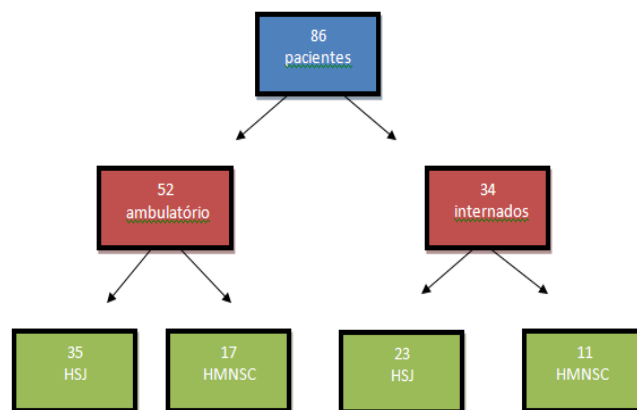 86
pacientes
52
ambulatório
34
internados
35
HSJ
17
HMNSC
23
HSJ
11
HMNSC